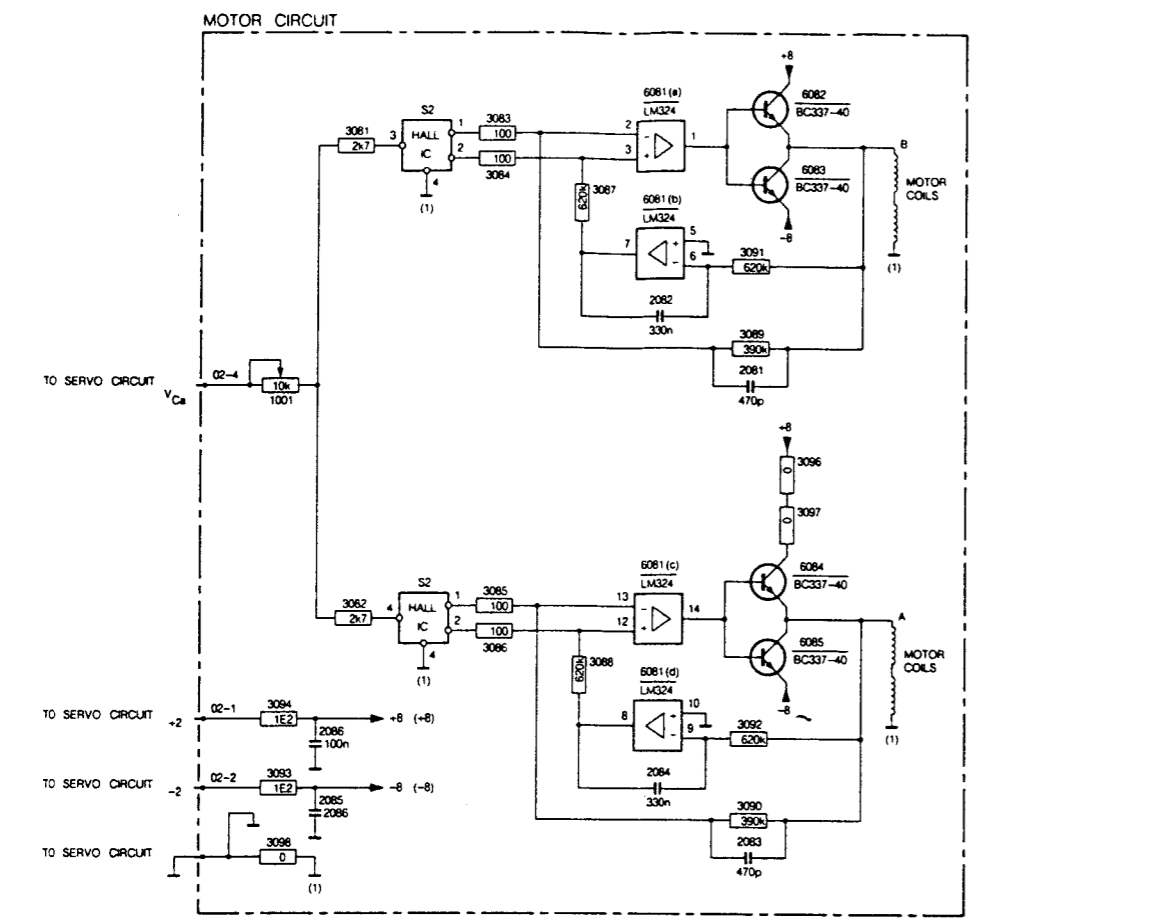 MOTOR CIRCUIT
+8
6082
BC337-40
6081(a)
LM324
S2
HALL
IC
3081
2k7
3
1
2
4
(1)
3083
100
100
3084
2
3
-
+
1
6083
BC337-40
-8
B
MOTOR
COILS
(1)
3087
620k
6081(b)
LM324
7
5
6
+
-
3091
620k
2082
330n
3089
390k
2081
470p
TO SERVO CIRCUIT
VCa
02-4
10k
1001
+8
0
3096
0
3097
6084
BC337-40
6081(c)
LM324
S2
HALL
IC
3082
2k7
4
1
2
4
(1)
3085
100
100
3086
13
12
-
+
14
6085
BC337-40
-8
~
A
MOTOR
COILS
(1)
3088
620k
6081(d)
LM324
8
10
9
+
-
3092
620k
2084
330n
3090
390k
2083
470p
TO SERVO CIRCUIT +2
02-1
3094
1E2
+8 (+8)
2086
100n
TO SERVO CIRCUIT -2
02-2
3093
1E2
-8 (-8)
2085
2086
TO SERVO CIRCUIT
3098
0
(1)